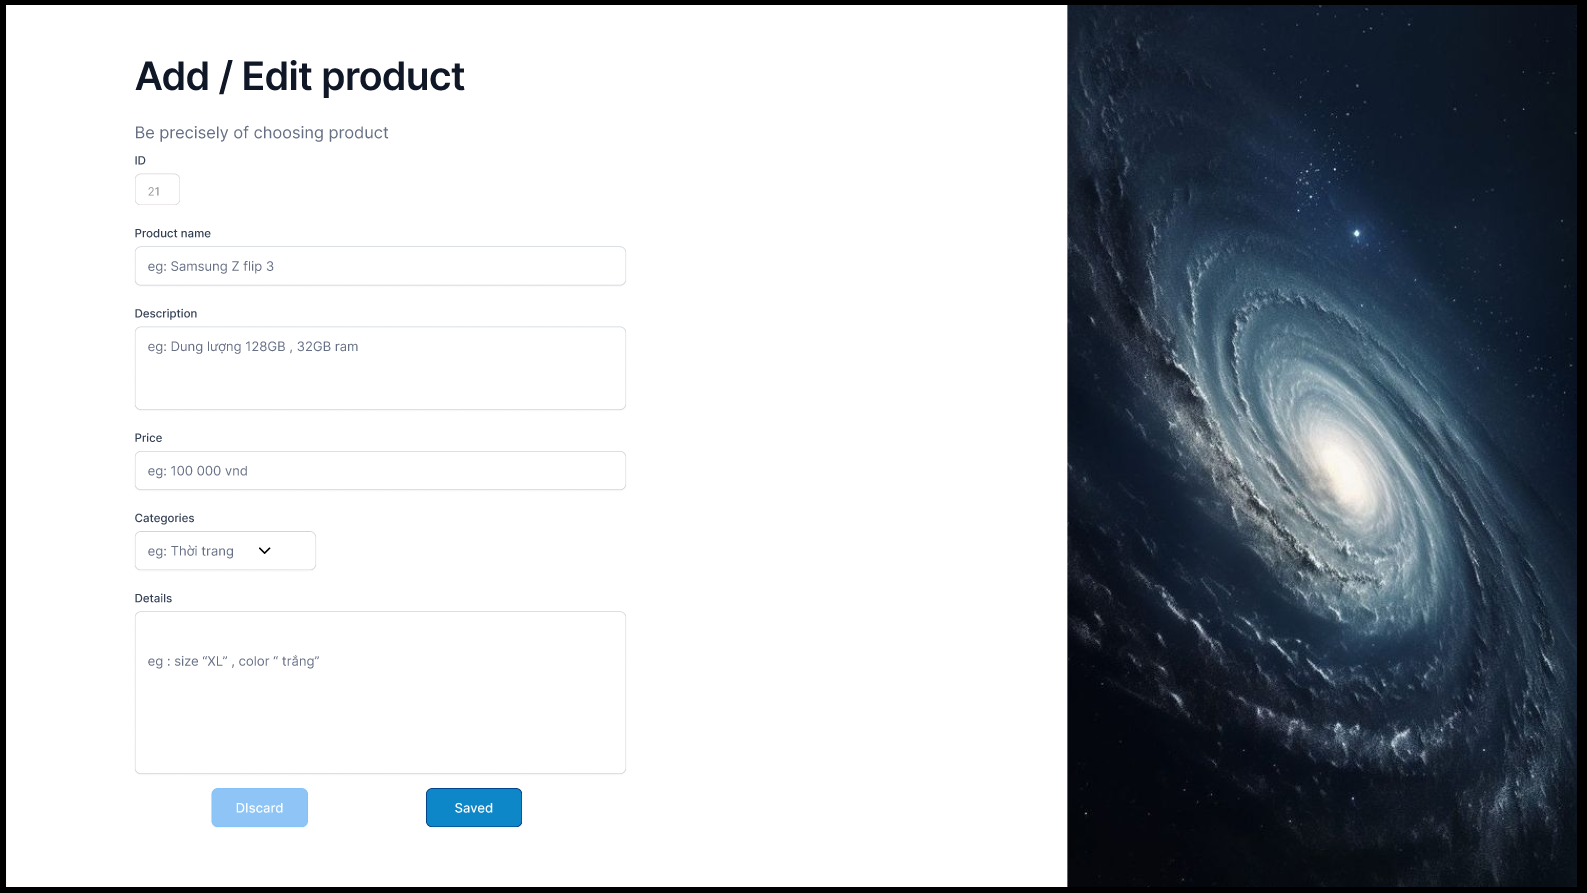 Add / Edit product
Be precisely of choosing product
ID
21
Product name
eg: Samsung Z flip 3
Description
eg: Dung lượng 128GB , 32GB ram
Price
eg: 100 000 vnd
Categories
eg: Thời trang
Details
eg : size “XL” , color “ trắng”
DIscard
Saved